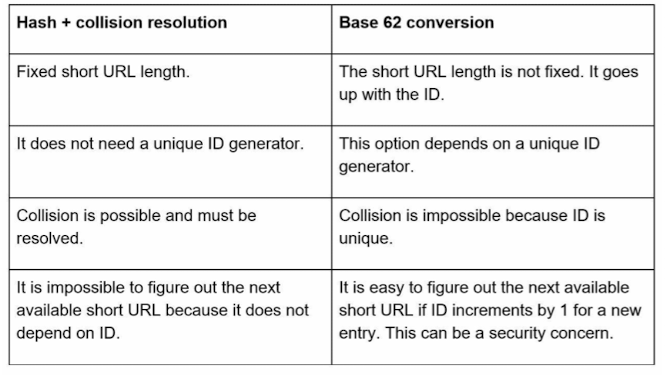 Hash + collision resolution
Base 62 conversion
Fixed short URL length.
The short URL length is not fixed. It goes
up with the ID.
It does not need a unique ID generator.
This option depends on a unique ID
generator.
Collision is possible and must be
resolved.
Collision is impossible because ID is
unique.
It is impossible to figure out the next
available short URL because it does not
depend on ID.
It is easy to figure out the next available
short URL if ID increments by 1 for a new
entry. This can be a security concern.